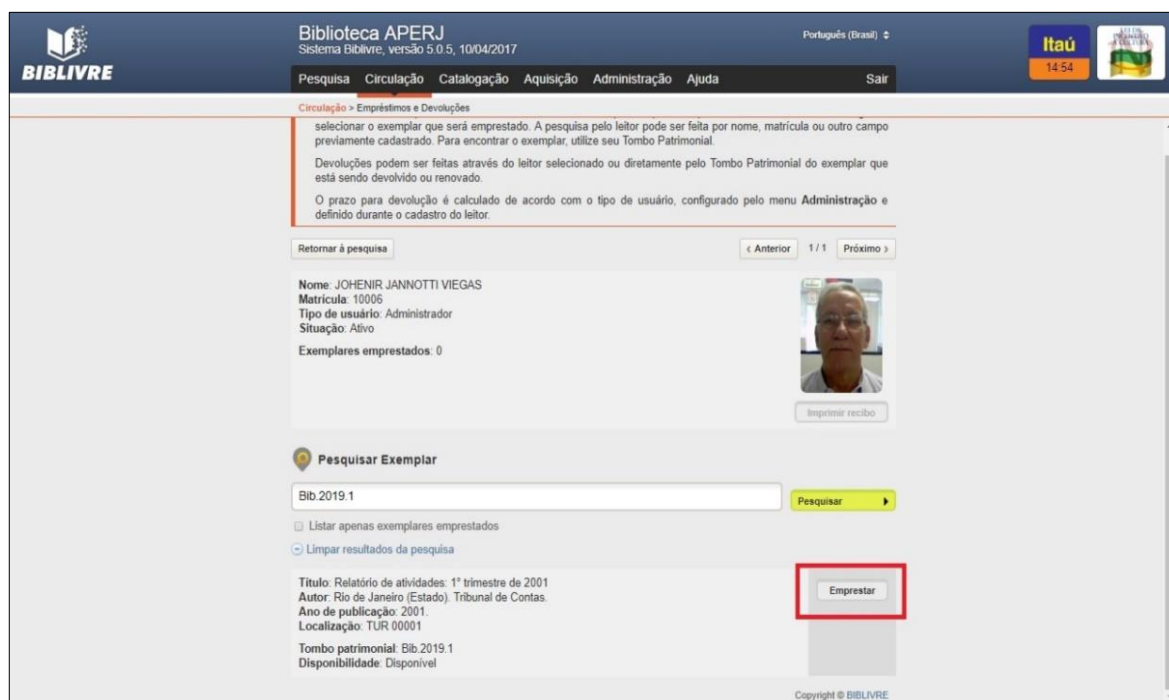 BIBLIVRE
Biblioteca APERJ
Sistema Biblivre, versão 5.0.5, 10/04/2017
Português (Brasil)
Itaú
14:54
Pesquisa Circulação Catalogação Aquisição Administração Ajuda Sair
Circulação > Empréstimos e Devoluções
selecionar o exemplar que será emprestado. A pesquisa pelo leitor pode ser feita por nome, matrícula ou outro campo
previamente cadastrado. Para encontrar o exemplar, utilize seu Tombo Patrimonial.
Devoluções podem ser feitas através do leitor selecionado ou diretamente pelo Tombo Patrimonial do exemplar que
está sendo devolvido ou renovado.
O prazo para devolução é calculado de acordo com o tipo de usuário, configurado pelo menu Administração e
definido durante o cadastro do leitor.
Retornar à pesquisa
‹ Anterior 1 / 1 Próximo ›
Nome: JOHENIR JANNOTTI VIEGAS
Matrícula: 10006
Tipo de usuário: Administrador
Situação: Ativo
Exemplares emprestados: 0
Imprimir recibo
Pesquisar Exemplar
Bib.2019.1
Pesquisar
Listar apenas exemplares emprestados
Limpar resultados da pesquisa
Título: Relatório de atividades: 1° trimestre de 2001
Autor: Rio de Janeiro (Estado). Tribunal de Contas.
Ano de publicação: 2001.
Localização: TUR 00001
Emprestar
Tombo patrimonial: Bib.2019.1
Disponibilidade: Disponível
Copyright © BIBLIVRE